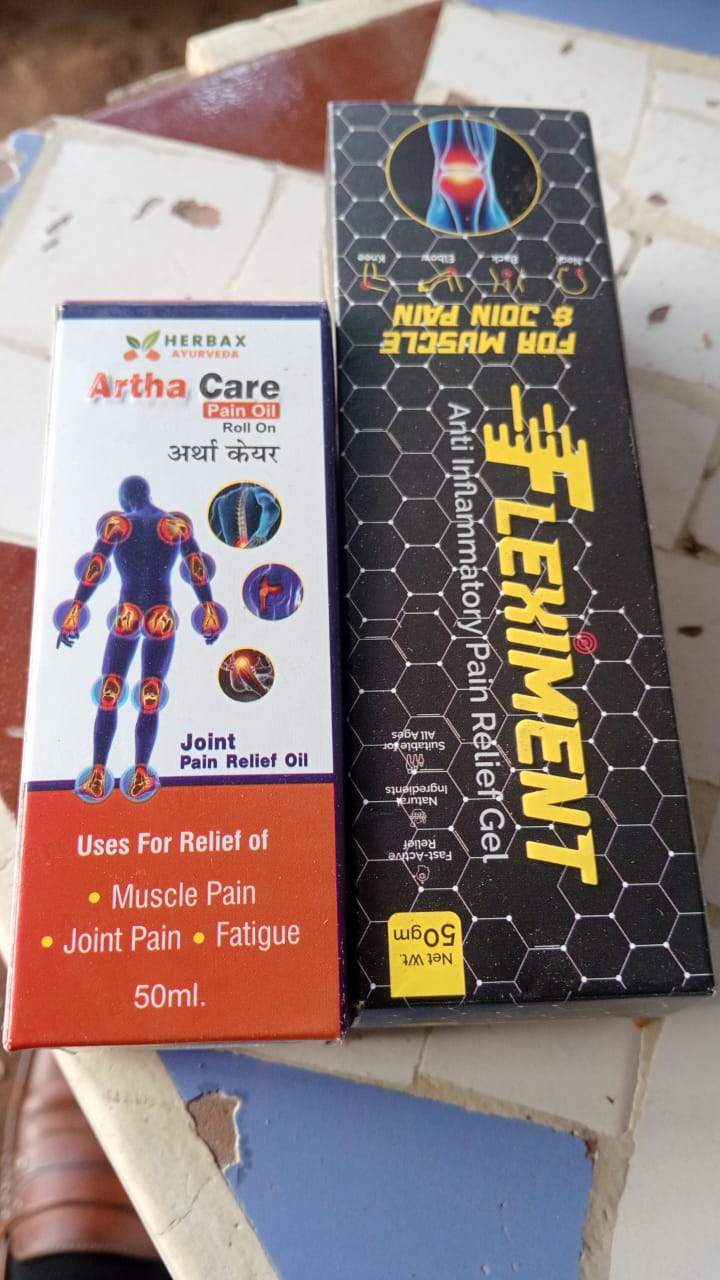 HERBAX
AYURVEDA
Artha Care
Pain Oil
Roll On
अर्था केयर
Joint
Pain Relief Oil
Uses For Relief of
• Muscle Pain
• Joint Pain • Fatigue
50ml.
FLEXIMENT
Anti Inflammatory Pain Relief Gel
FOR MUSCLE
& JOIN PAIN
Neck
Back
Elbow
Knee
Fast-Active
Relief
Natural
Ingredients
Suitable for
All Ages
Net Wt.
50gm